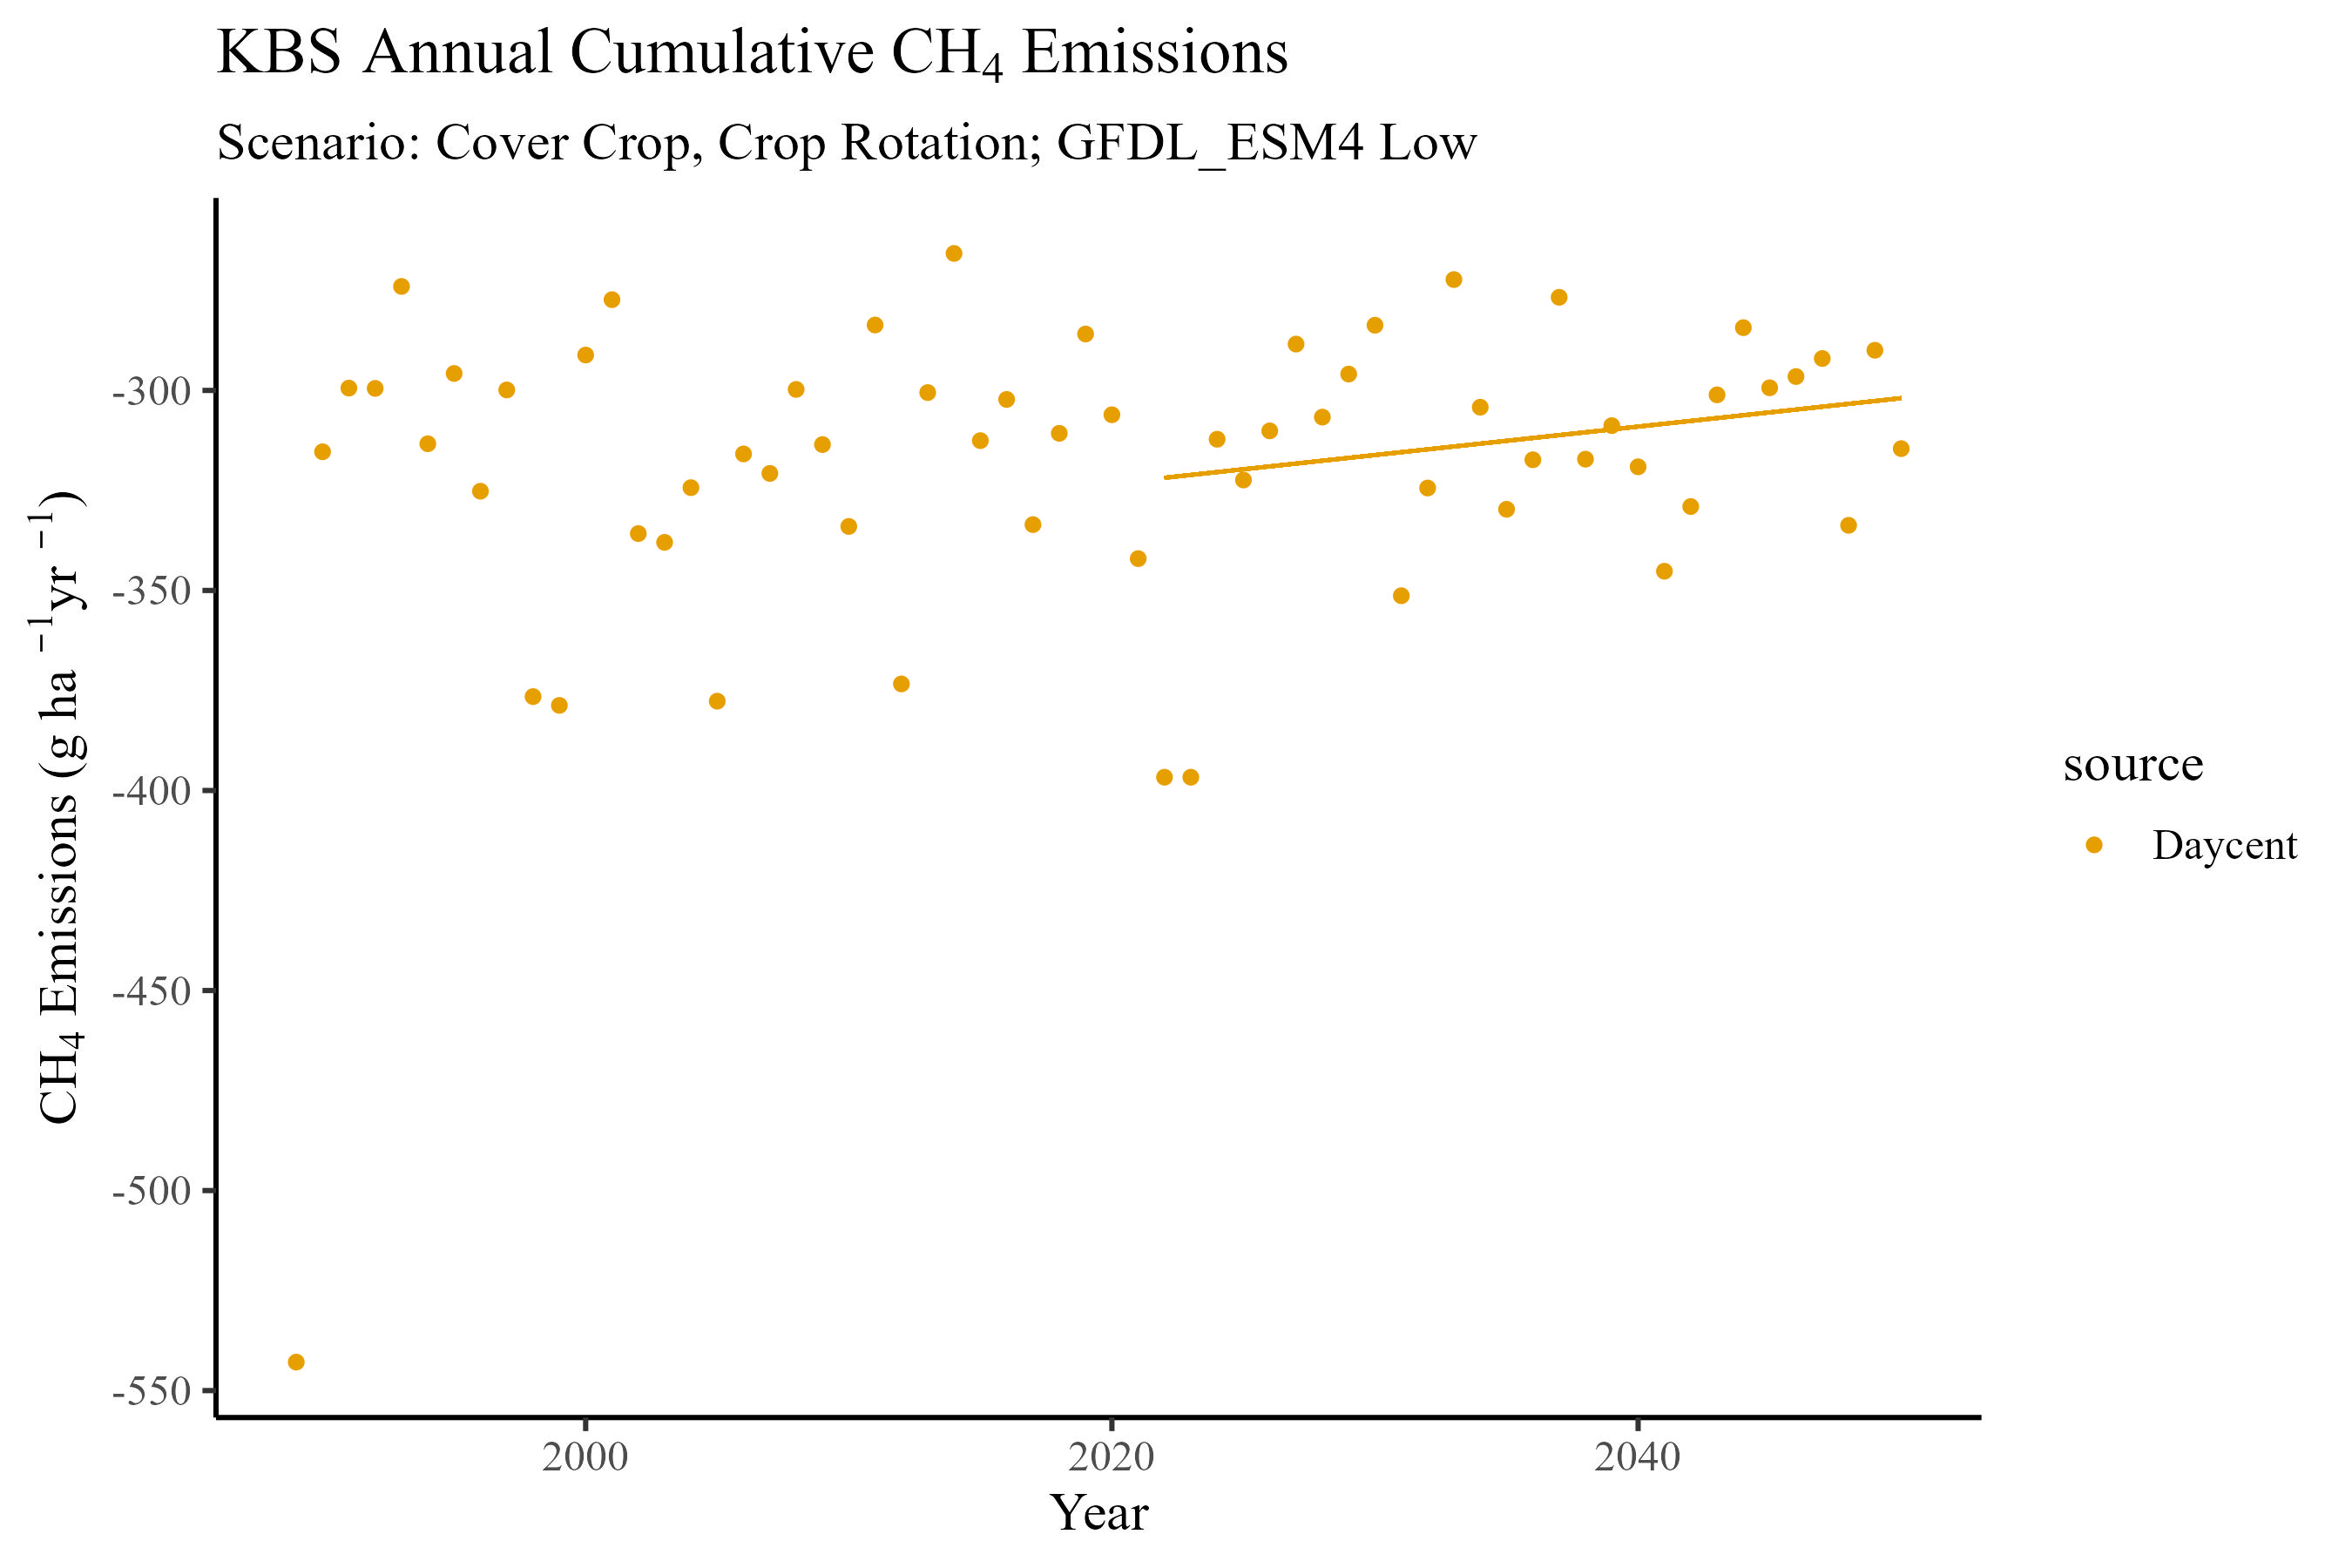 KBS Annual Cumulative CH₄ Emissions
Scenario: Cover Crop, Crop Rotation; GFDL_ESM4 Low
CH₄ Emissions (g ha⁻¹yr⁻¹)
-300
-350
-400
-450
-500
-550
2000
2020
2040
Year
source
Daycent